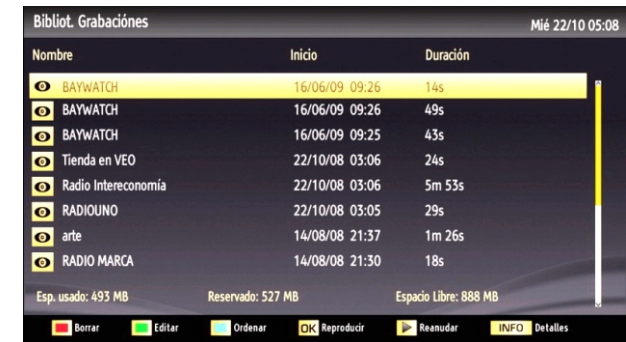 Bibliot. Grabaciónes Mié 22/10 05:08
Nombre Inicio Duración
BAYWATCH 16/06/09 09:26 14s
BAYWATCH 16/06/09 09:26 49s
BAYWATCH 16/06/09 09:25 43s
Tienda en VEO 22/10/08 03:06 24s
Radio Intereconomía 22/10/08 03:06 5m 53s
RADIOUNO 22/10/08 03:05 29s
arte 14/08/08 21:37 1m 26s
RADIO MARCA 14/08/08 21:30 18s
Esp. usado: 493 MB Reservado: 527 MB Espacio Libre: 888 MB
Borrar Editar Ordenar OK Reproducir Reanudar INFO Detalles